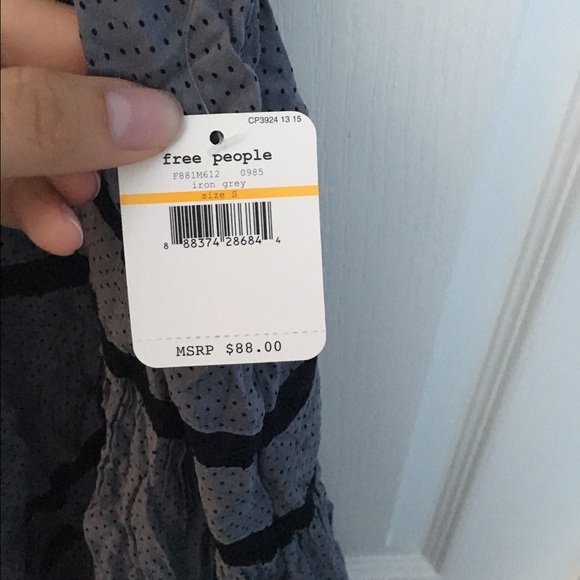 CP3924 13 15
free people
F881M612 0985
iron grey
size S
8 88374 28684 4
MSRP $88.00